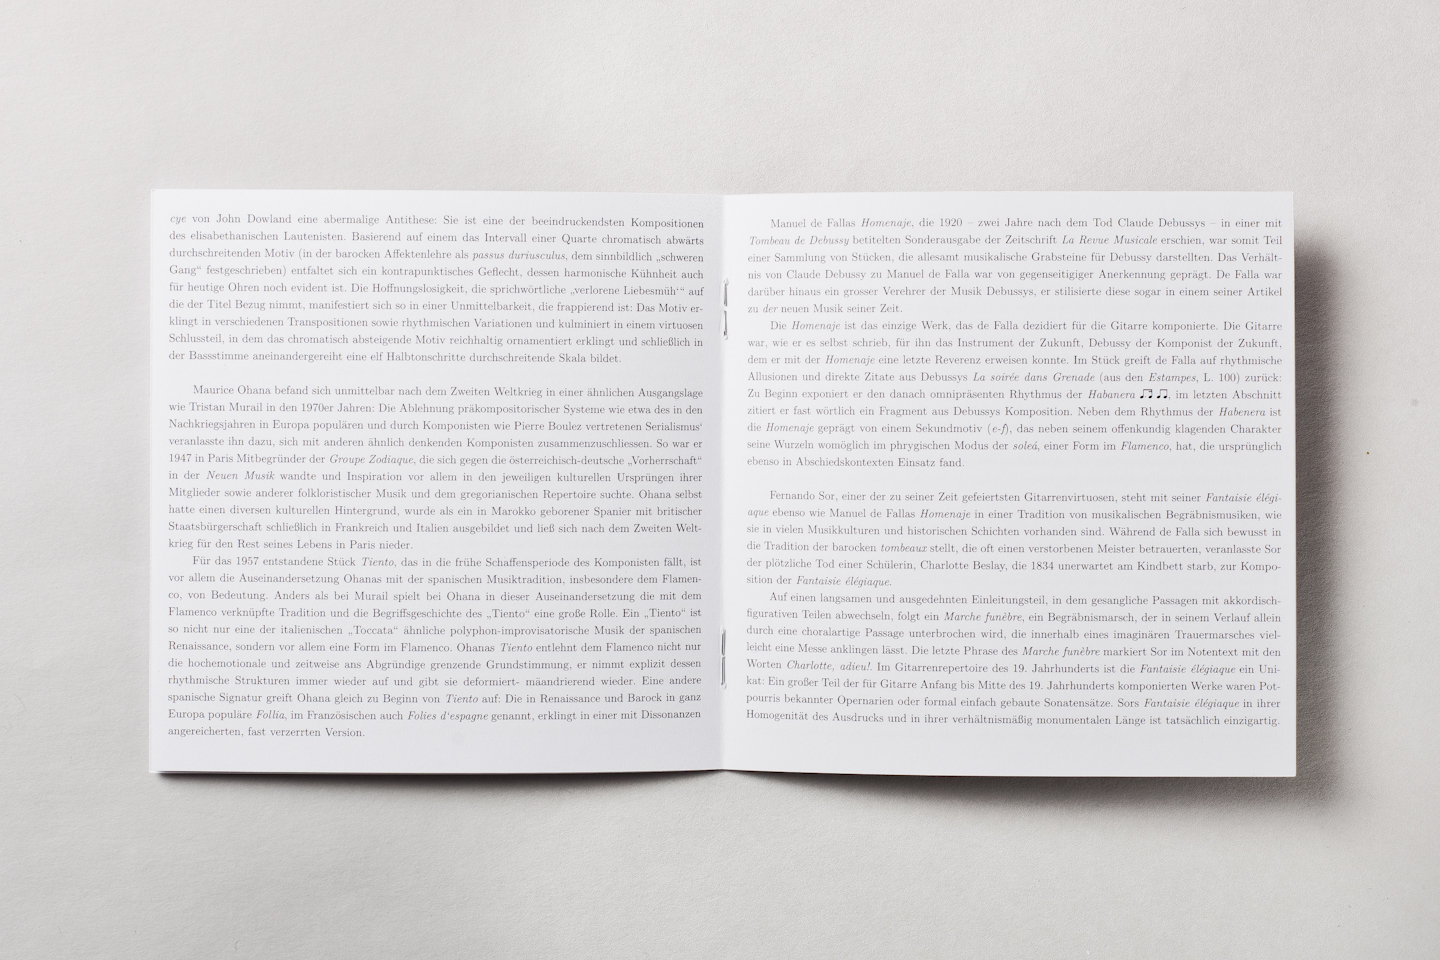 cye von John Dowland eine abermalige Antithese: Sie ist eine der beeindruckendsten Kompositionen
des elisabethanischen Lautenisten. Basierend auf einem das Intervall einer Quarte chromatisch abwärts
durchschreitenden Motiv (in der barocken Affektenlehre als passus duriusculus, dem sinnbildlich „schweren
Gang“ festgeschrieben) entfaltet sich ein kontrapunktisches Geflecht, dessen harmonische Kühnheit auch
für heutige Ohren noch evident ist. Die Hoffnungslosigkeit, die sprichwörtliche „verlorene Liebesmüh‘“ auf
die der Titel Bezug nimmt, manifestiert sich so in einer Unmittelbarkeit, die frappierend ist: Das Motiv er-
klingt in verschiedenen Transpositionen sowie rhythmischen Variationen und kulminiert in einem virtuosen
Schlussteil, in dem das chromatisch absteigende Motiv reichhaltig ornamentiert erklingt und schließlich in
der Bassstimme aneinandergereiht eine elf Halbtonschritte durchschreitende Skala bildet.
Maurice Ohana befand sich unmittelbar nach dem Zweiten Weltkrieg in einer ähnlichen Ausgangslage
wie Tristan Murail in den 1970er Jahren: Die Ablehnung präkompositorischer Systeme wie etwa des in den
Nachkriegsjahren in Europa populären und durch Komponisten wie Pierre Boulez vertretenen Serialismus‘
veranlasste ihn dazu, sich mit anderen ähnlich denkenden Komponisten zusammenzuschliessen. So war er
1947 in Paris Mitbegründer der Groupe Zodiaque, die sich gegen die österreichisch-deutsche „Vorherrschaft“
in der Neuen Musik wandte und Inspiration vor allem in den jeweiligen kulturellen Ursprüngen ihrer
Mitglieder sowie anderer folkloristischer Musik und dem gregorianischen Repertoire suchte. Ohana selbst
hatte einen diversen kulturellen Hintergrund, wurde als ein in Marokko geborener Spanier mit britischer
Staatsbürgerschaft schließlich in Frankreich und Italien ausgebildet und ließ sich nach dem Zweiten Welt-
krieg für den Rest seines Lebens in Paris nieder.
Für das 1957 entstandene Stück Tiento, das in die frühe Schaffensperiode des Komponisten fällt, ist
vor allem die Auseinandersetzung Ohanas mit der spanischen Musiktradition, insbesondere dem Flamen-
co, von Bedeutung. Anders als bei Murail spielt bei Ohana in dieser Auseinandersetzung die mit dem
Flamenco verknüpfte Tradition und die Begriffsgeschichte des „Tiento“ eine große Rolle. Ein „Tiento“ ist
so nicht nur eine der italienischen „Toccata“ ähnliche polyphon-improvisatorische Musik der spanischen
Renaissance, sondern vor allem eine Form im Flamenco. Ohanas Tiento entlehnt dem Flamenco nicht nur
die hochemotionale und zeitweise ans Abgründige grenzende Grundstimmung, er nimmt explizit dessen
rhythmische Strukturen immer wieder auf und gibt sie deformiert- mäandrierend wieder. Eine andere
spanische Signatur greift Ohana gleich zu Beginn von Tiento auf: Die in Renaissance und Barock in ganz
Europa populäre Follia, im Französischen auch Folies d‘espagne genannt, erklingt in einer mit Dissonanzen
angereicherten, fast verzerrten Version.
Manuel de Fallas Homenaje, die 1920 – zwei Jahre nach dem Tod Claude Debussys – in einer mit
Tombeau de Debussy betitelten Sonderausgabe der Zeitschrift La Revue Musicale erschien, war somit Teil
einer Sammlung von Stücken, die allesamt musikalische Grabsteine für Debussy darstellten. Das Verhält-
nis von Claude Debussy zu Manuel de Falla war von gegenseitigiger Anerkennung geprägt. De Falla war
darüber hinaus ein grosser Verehrer der Musik Debussys, er stilisierte diese sogar in einem seiner Artikel
zu der neuen Musik seiner Zeit.
Die Homenaje ist das einzige Werk, das de Falla dezidiert für die Gitarre komponierte. Die Gitarre
war, wie er es selbst schrieb, für ihn das Instrument der Zukunft, Debussy der Komponist der Zukunft,
dem er mit der Homenaje eine letzte Reverenz erweisen konnte. Im Stück greift de Falla auf rhythmische
Allusionen und direkte Zitate aus Debussys La soirée dans Grenade (aus den Estampes, L. 100) zurück:
Zu Beginn exponiert er den danach omnipräsenten Rhythmus der Habanera ♫ ♫, im letzten Abschnitt
zitiert er fast wörtlich ein Fragment aus Debussys Komposition. Neben dem Rhythmus der Habenera ist
die Homenaje geprägt von einem Sekundmotiv (e-f), das neben seinem offenkundig klagenden Charakter
seine Wurzeln womöglich im phrygischen Modus der soleá, einer Form im Flamenco, hat, die ursprünglich
ebenso in Abschiedskontexten Einsatz fand.
Fernando Sor, einer der zu seiner Zeit gefeiertsten Gitarrenvirtuosen, steht mit seiner Fantaisie élégi-
aque ebenso wie Manuel de Fallas Homenaje in einer Tradition von musikalischen Begräbnismusiken, wie
sie in vielen Musikkulturen und historischen Schichten vorhanden sind. Während de Falla sich bewusst in
die Tradition der barocken tombeaux stellt, die oft einen verstorbenen Meister betrauerten, veranlasste Sor
der plötzliche Tod einer Schülerin, Charlotte Beslay, die 1834 unerwartet am Kindbett starb, zur Kompo-
sition der Fantaisie élégiaque.
Auf einen langsamen und ausgedehnten Einleitungsteil, in dem gesangliche Passagen mit akkordisch-
figurativen Teilen abwechseln, folgt ein Marche funèbre, ein Begräbnismarsch, der in seinem Verlauf allein
durch eine choralartige Passage unterbrochen wird, die innerhalb eines imaginären Trauermarsches viel-
leicht eine Messe anklingen lässt. Die letzte Phrase des Marche funèbre markiert Sor im Notentext mit den
Worten Charlotte, adieu!. Im Gitarrenrepertoire des 19. Jahrhunderts ist die Fantaisie élégiaque ein Uni-
kat: Ein großer Teil der für Gitarre Anfang bis Mitte des 19. Jahrhunderts komponierten Werke waren Pot-
pourris bekannter Opernarien oder formal einfach gebaute Sonatensätze. Sors Fantaisie élégiaque in ihrer
Homogenität des Ausdrucks und in ihrer verhältnismäßig monumentalen Länge ist tatsächlich einzigartig.